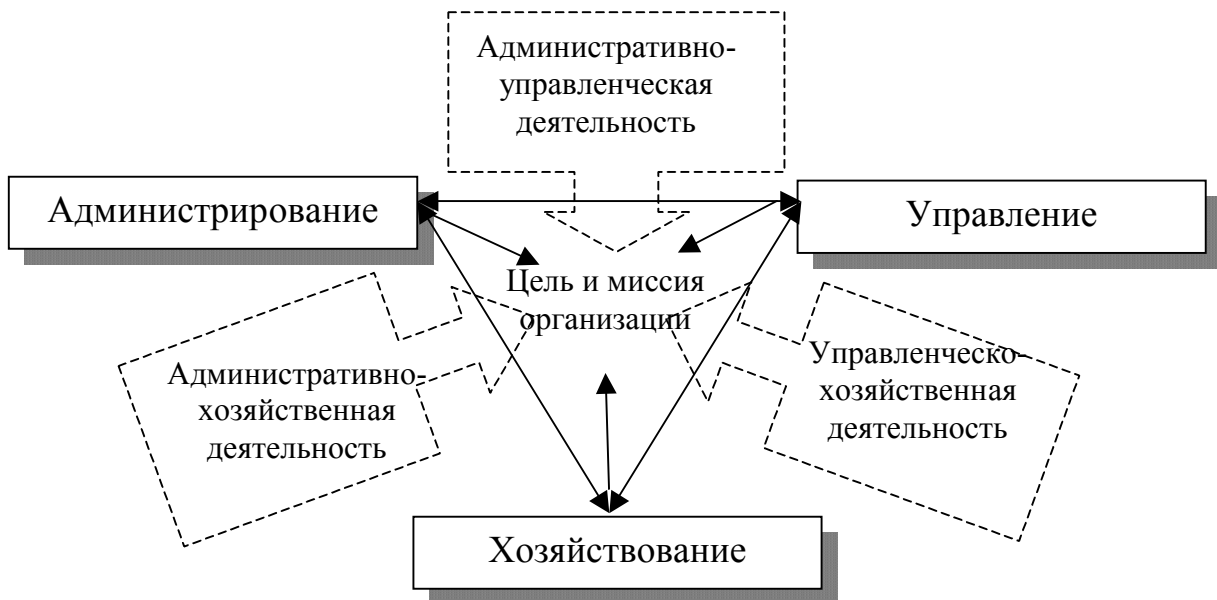 Административно-
управленческая
деятельность
Администрирование
Управление
Цель и миссия
организации
Административно-
хозяйственная
деятельность
Управленческо-
хозяйственная
деятельность
Хозяйствование